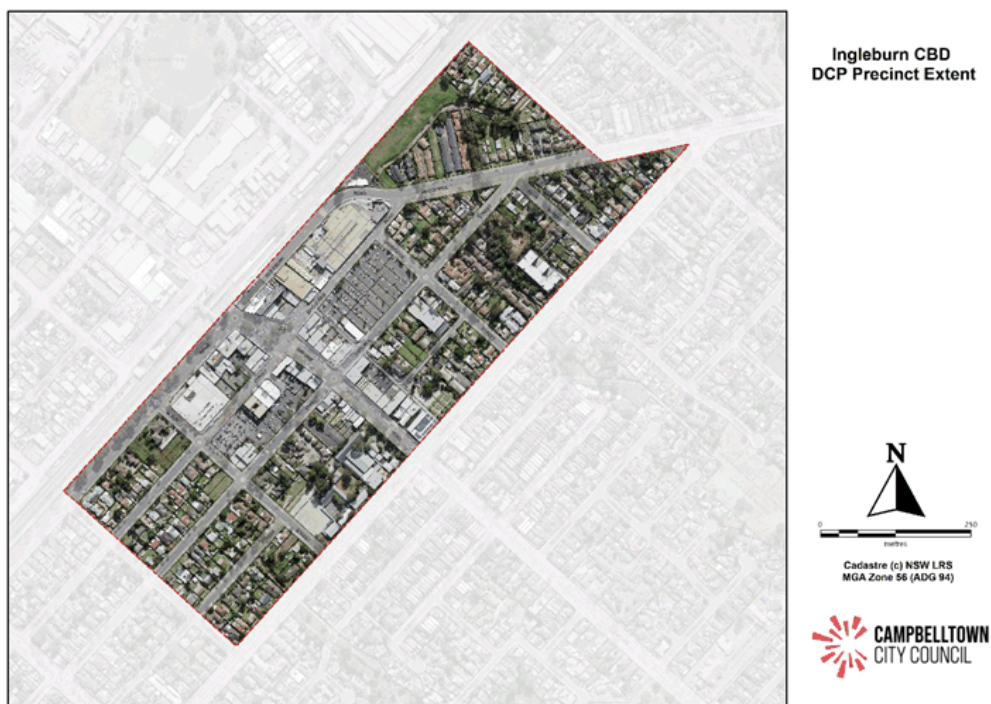 Ingleburn CBD
DCP Precinct Extent
N
0 250
metres
Cadastre (c) NSW LRS
MGA Zone 56 (ADG 94)
CAMPBELLTOWN
CITY COUNCIL